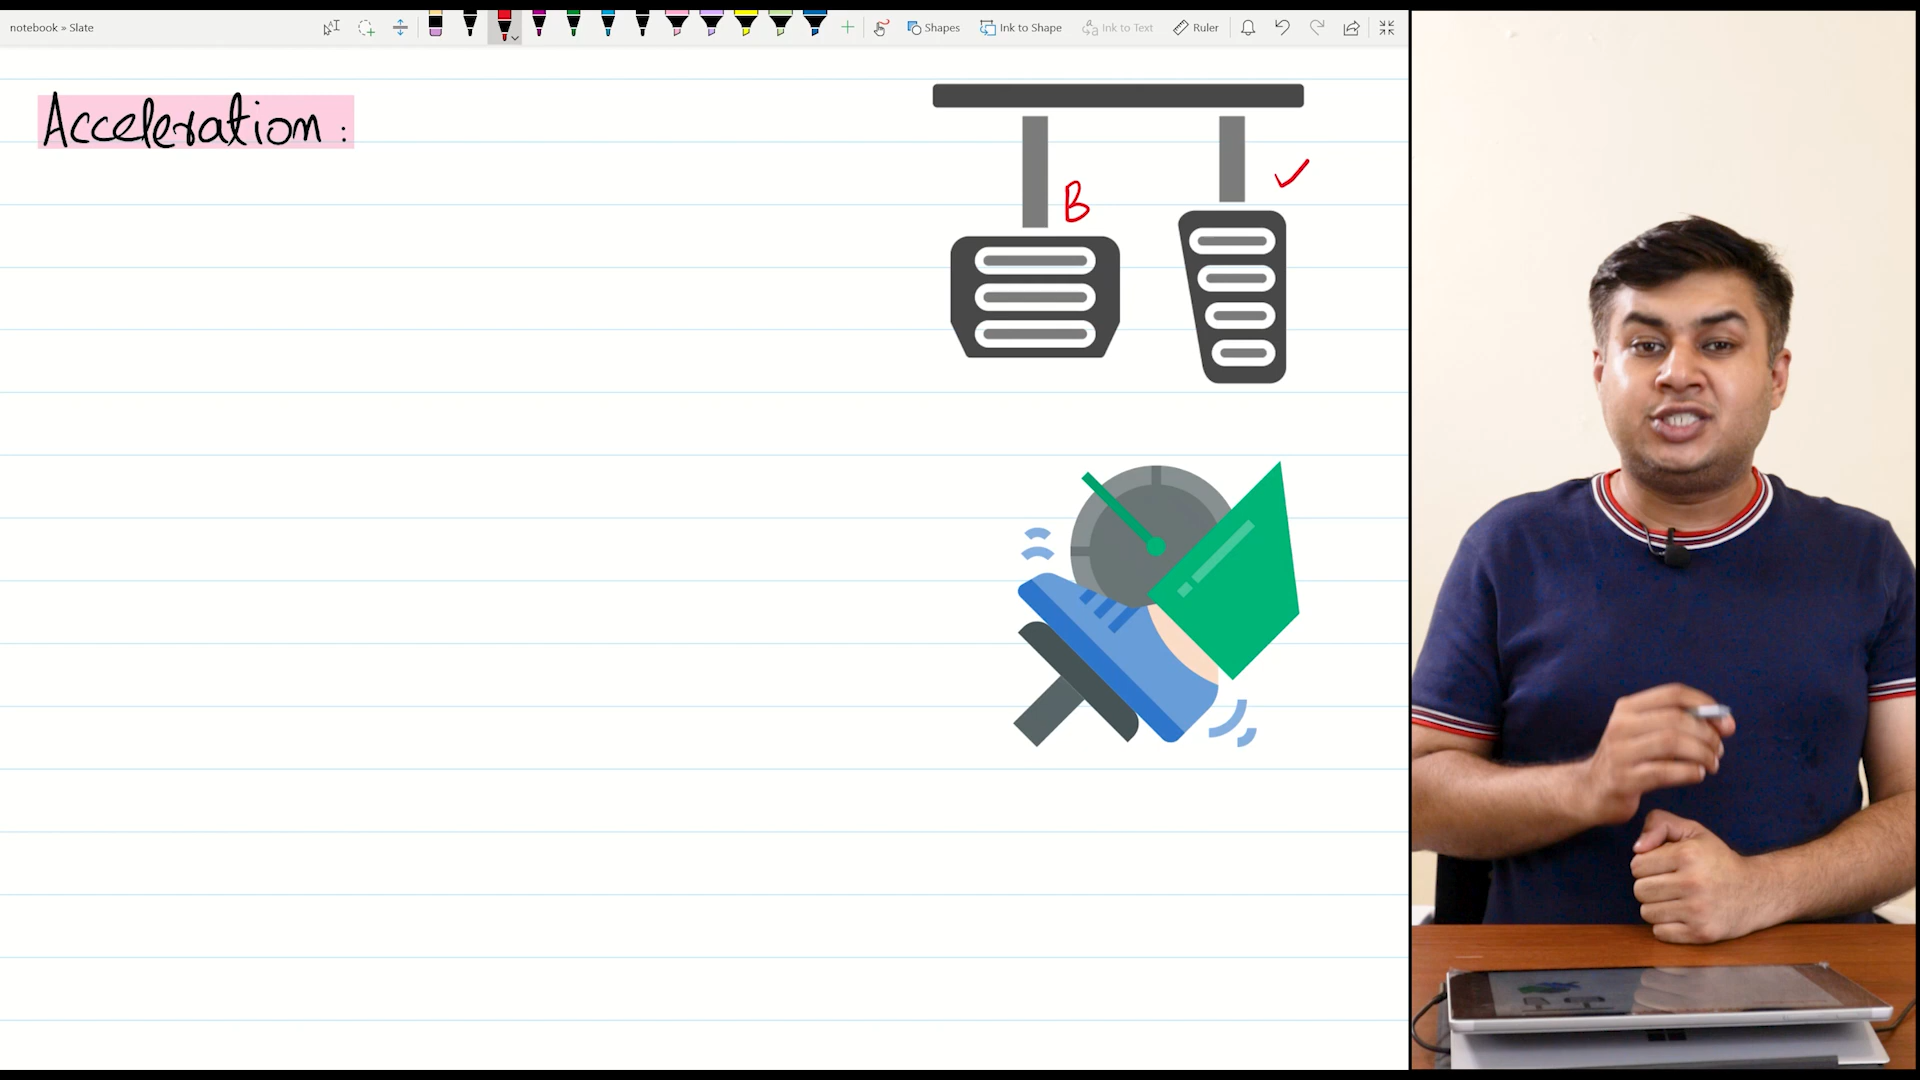 notebook » Slate
Shapes
Ink to Shape
Ink to Text
Ruler
Acceleration :
B